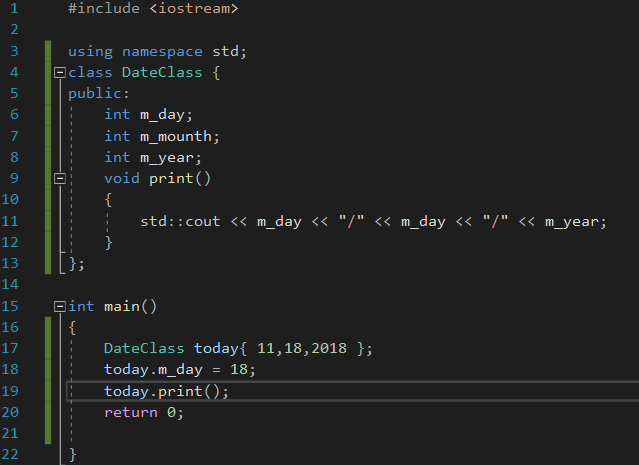 1 #include <iostream>
2
3 using namespace std;
4 class DateClass {
5 public:
6 int m_day;
7 int m_mounth;
8 int m_year;
9 void print()
10 {
11 std::cout << m_day << "/" << m_day << "/" << m_year;
12 }
13 };
14
15 int main()
16 {
17 DateClass today{ 11,18,2018 };
18 today.m_day = 18;
19 today.print();
20 return 0;
21
22 }